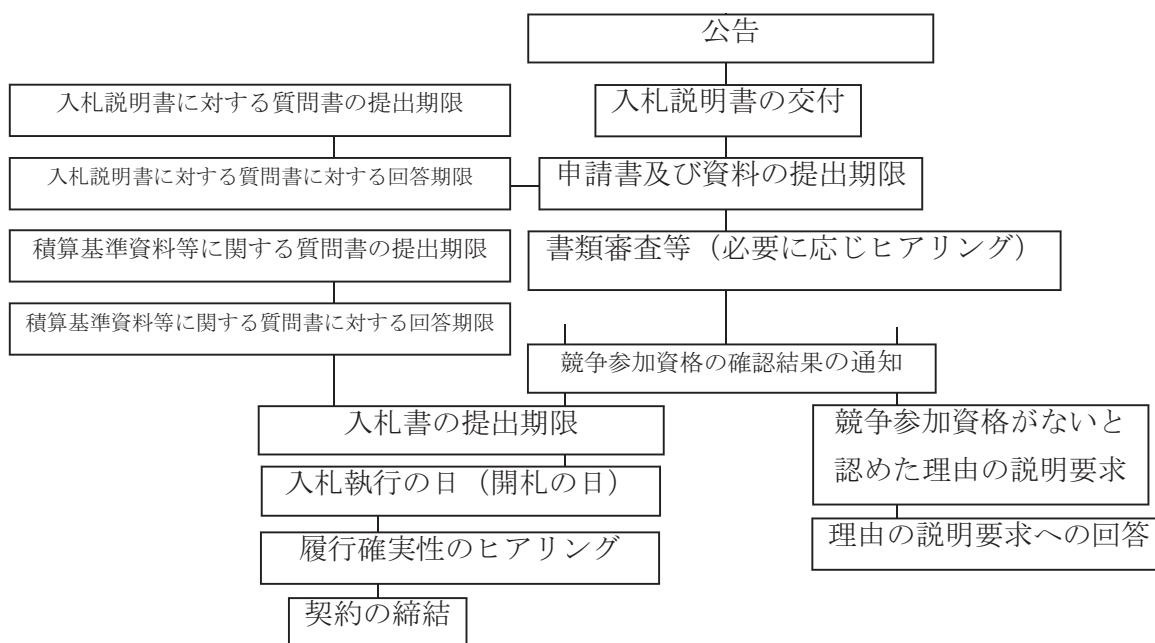 公告
入札説明書に対する質問書の提出期限
入札説明書の交付
入札説明書に対する質問書に対する回答期限
申請書及び資料の提出期限
積算基準資料等に関する質問書の提出期限
書類審査等（必要に応じヒアリング）
積算基準資料等に関する質問書に対する回答期限
競争参加資格の確認結果の通知
入札書の提出期限
競争参加資格がないと
認めた理由の説明要求
入札執行の日（開札の日）
理由の説明要求への回答
履行確実性のヒアリング
契約の締結